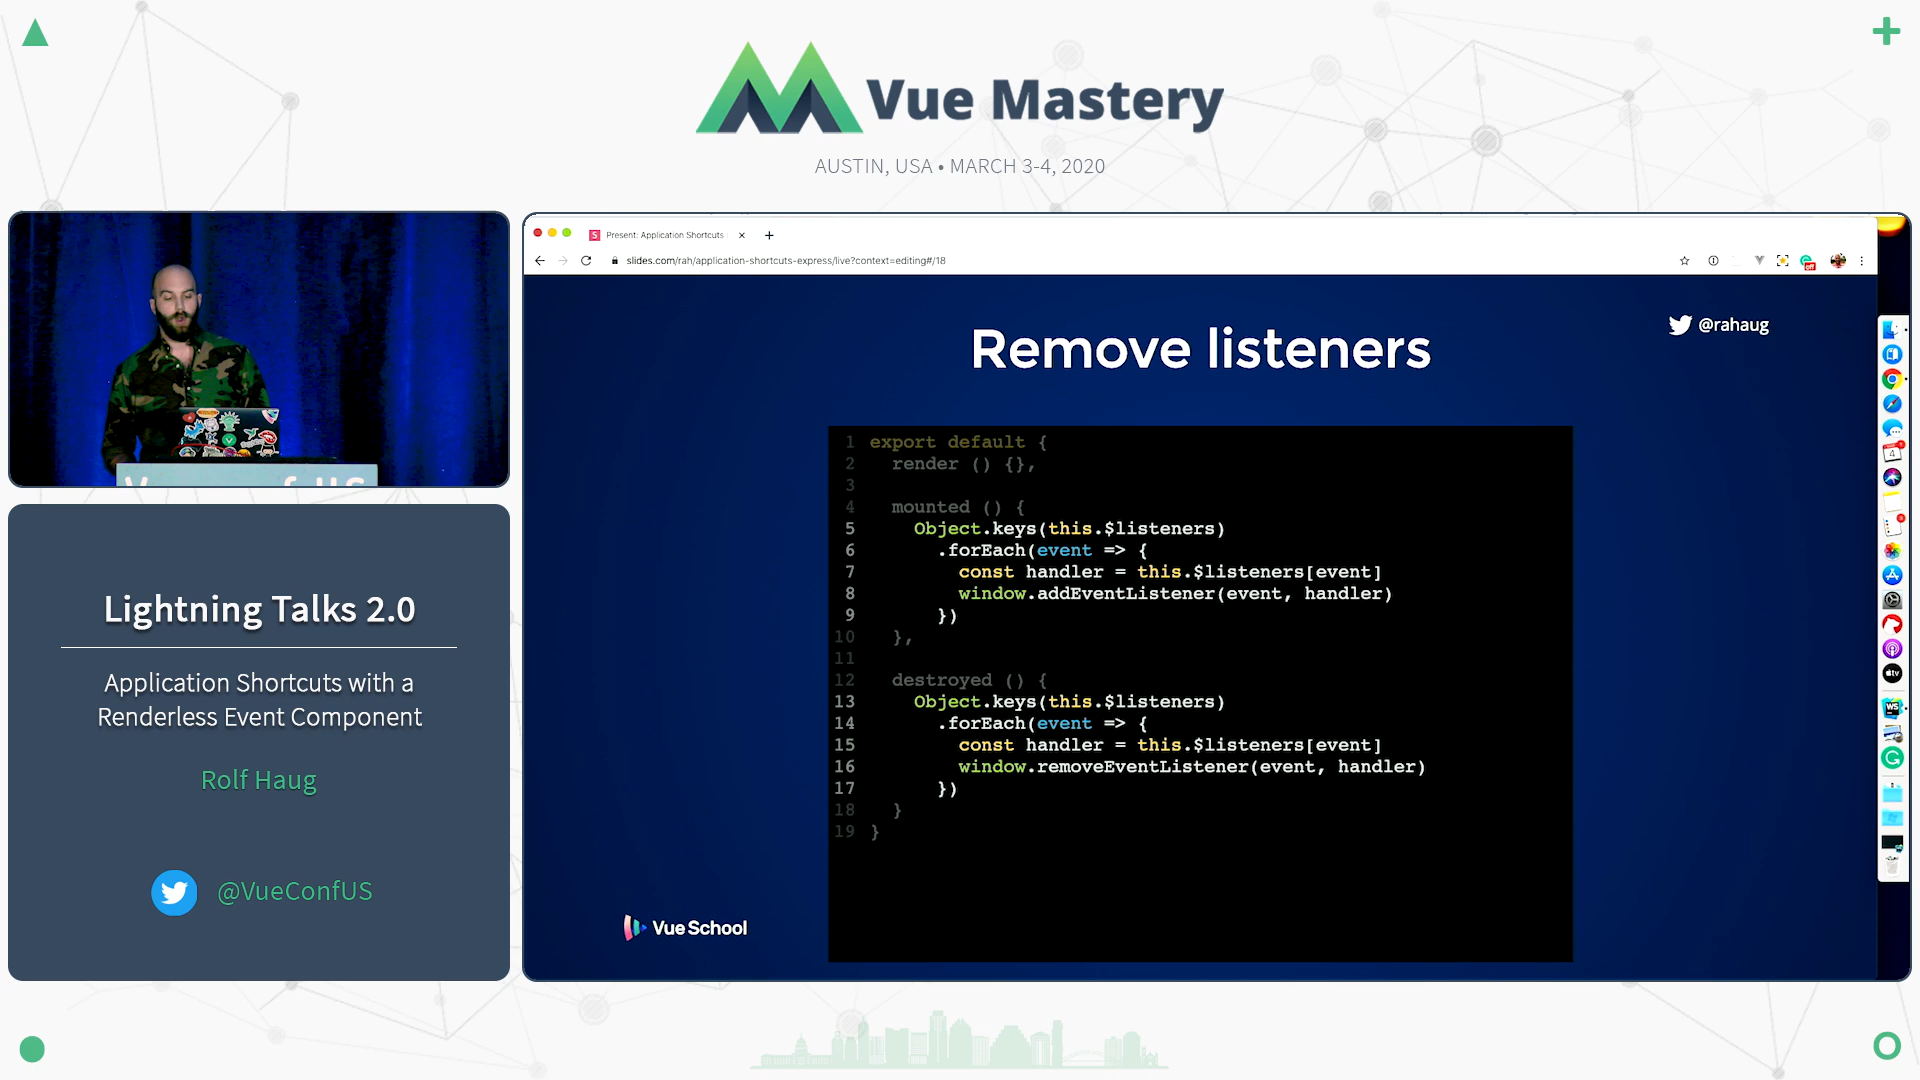 Vue Mastery
AUSTIN, USA • MARCH 3-4, 2020
Lightning Talks 2.0
Application Shortcuts with a
Renderless Event Component
Rolf Haug
@VueConfUS
Present: Application Shortcuts
slides.com/rah/application-shortcuts-express/live?context=editing#/18
@rahaug
Remove listeners
1 export default {
2 render () {},
3
4 mounted () {
5 Object.keys(this.$listeners)
6 .forEach(event => {
7 const handler = this.$listeners[event]
8 window.addEventListener(event, handler)
9 })
10 },
11
12 destroyed () {
13 Object.keys(this.$listeners)
14 .forEach(event => {
15 const handler = this.$listeners[event]
16 window.removeEventListener(event, handler)
17 })
18 }
19 }
Vue School